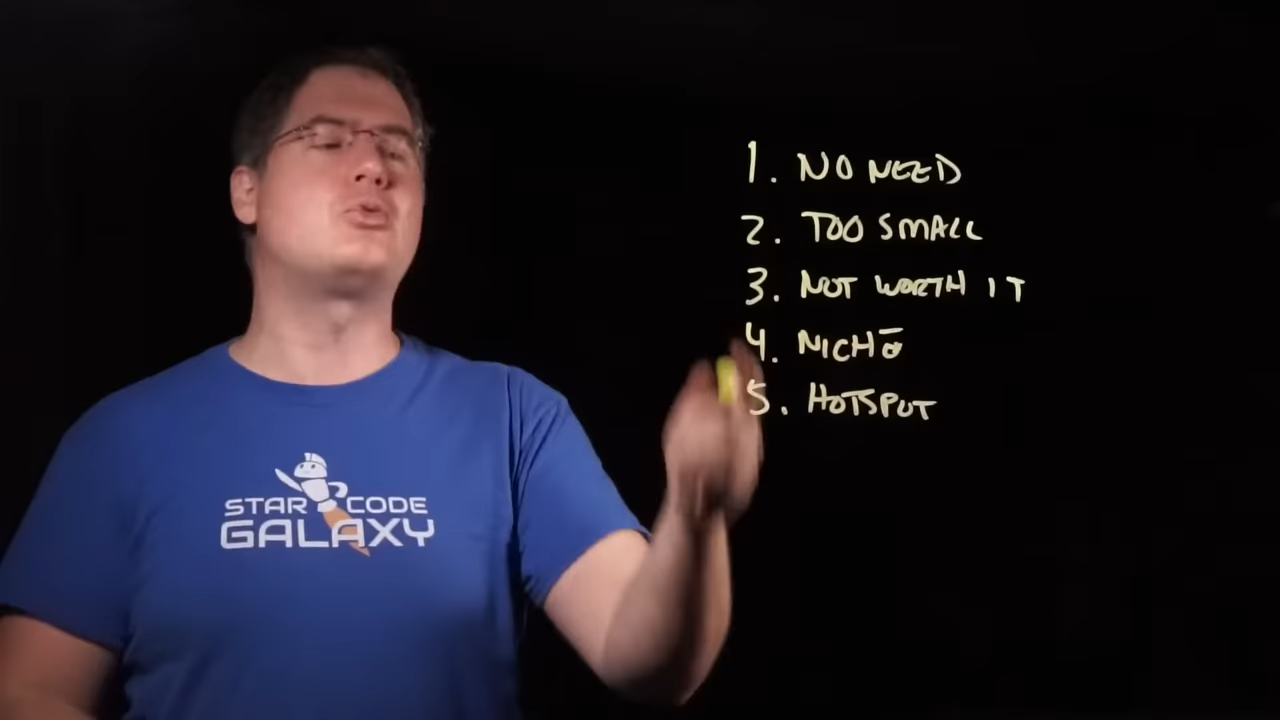 STAR CODE
GALAXY
1. NO NEED
2. TOO SMALL
3. NOT WORTH IT
4. NICHE
5. HOTSPOT